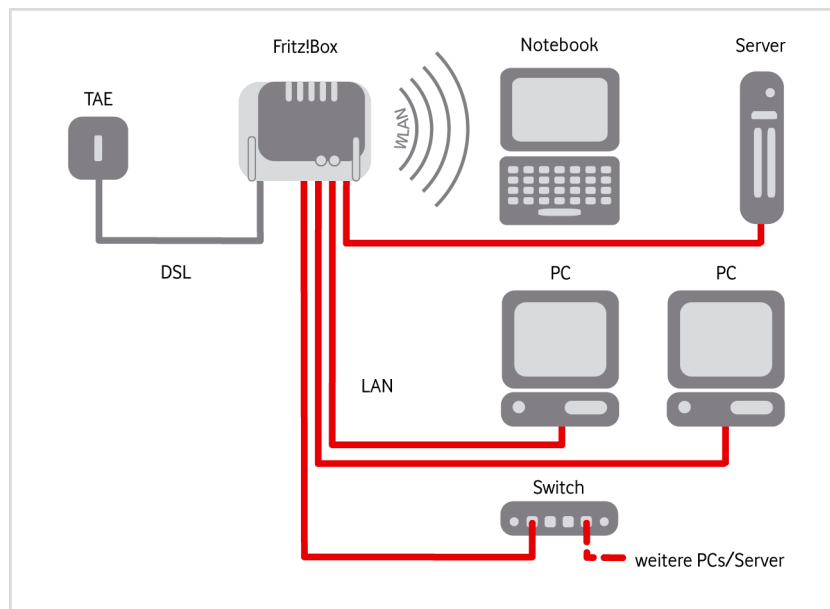 Fritz!Box
Notebook
Server
TAE
WLAN
DSL
PC
PC
LAN
Switch
weitere PCs/Server